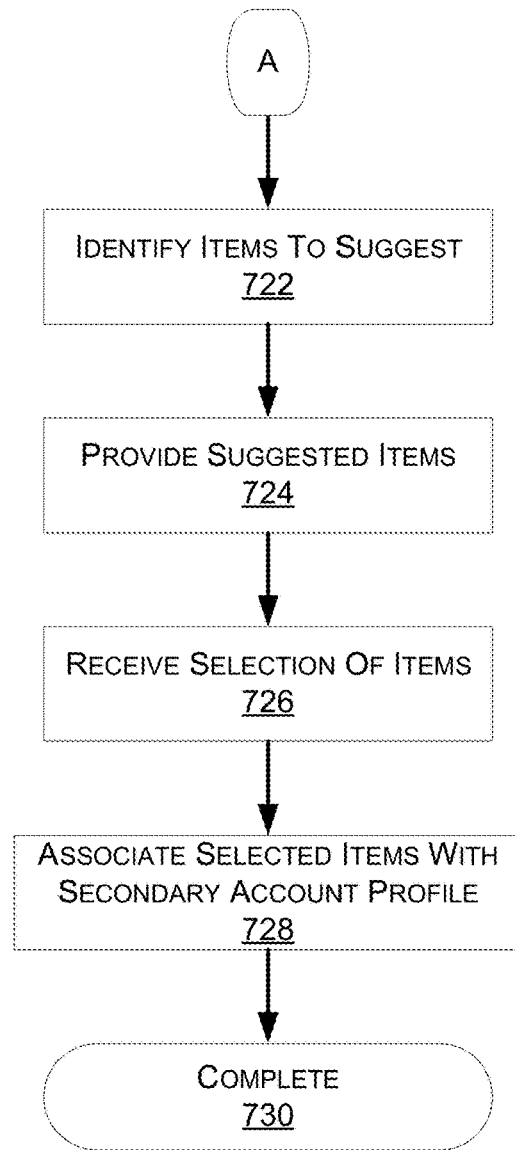 A
IDENTIFY ITEMS TO SUGGEST
722
PROVIDE SUGGESTED ITEMS
724
RECEIVE SELECTION OF ITEMS
726
ASSOCIATE SELECTED ITEMS WITH
SECONDARY ACCOUNT PROFILE
728
COMPLETE
730